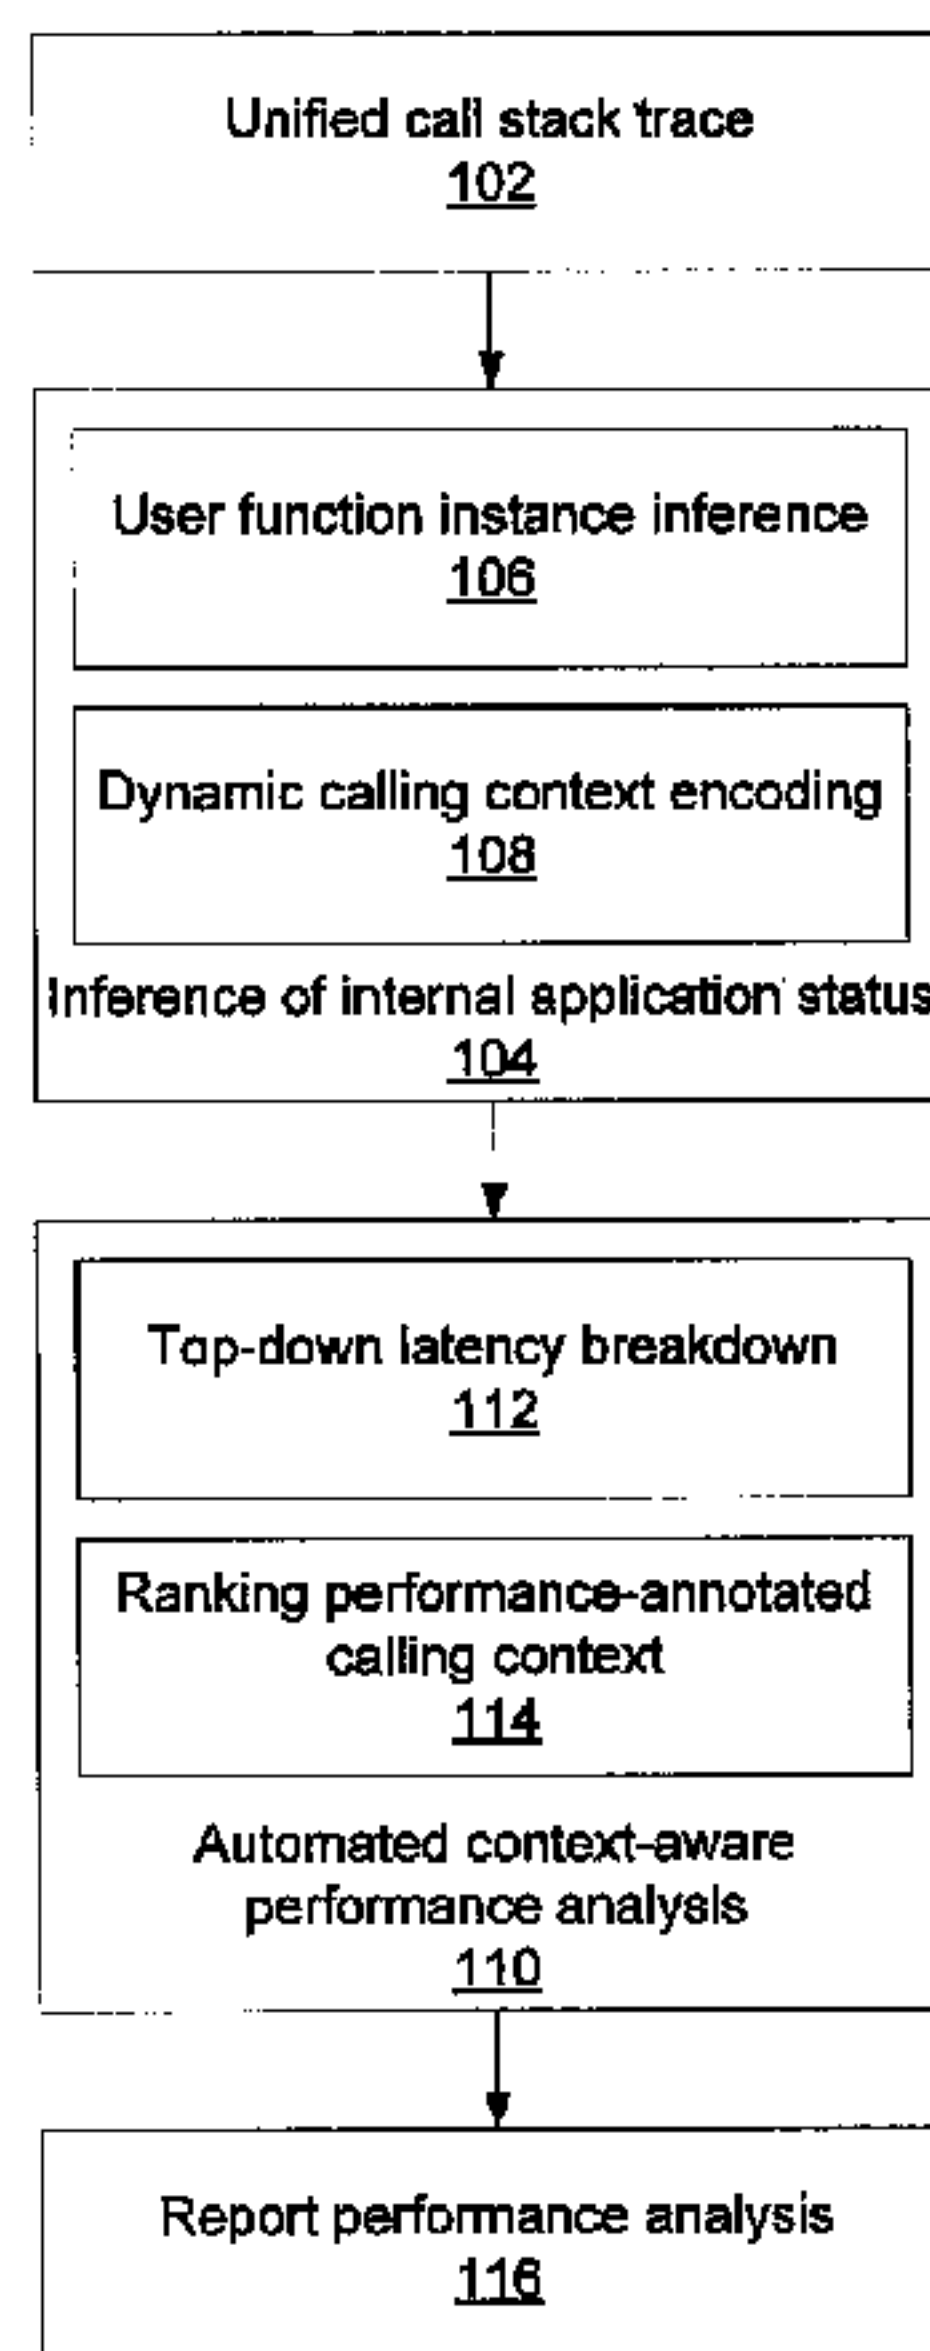 Unified call stack trace
102
User function instance inference
106
Dynamic calling context encoding
108
Inference of internal application status
104
Top-down latency breakdown
112
Ranking performance-annotated
calling context
114
Automated context-aware
performance analysis
110
Report performance analysis
116